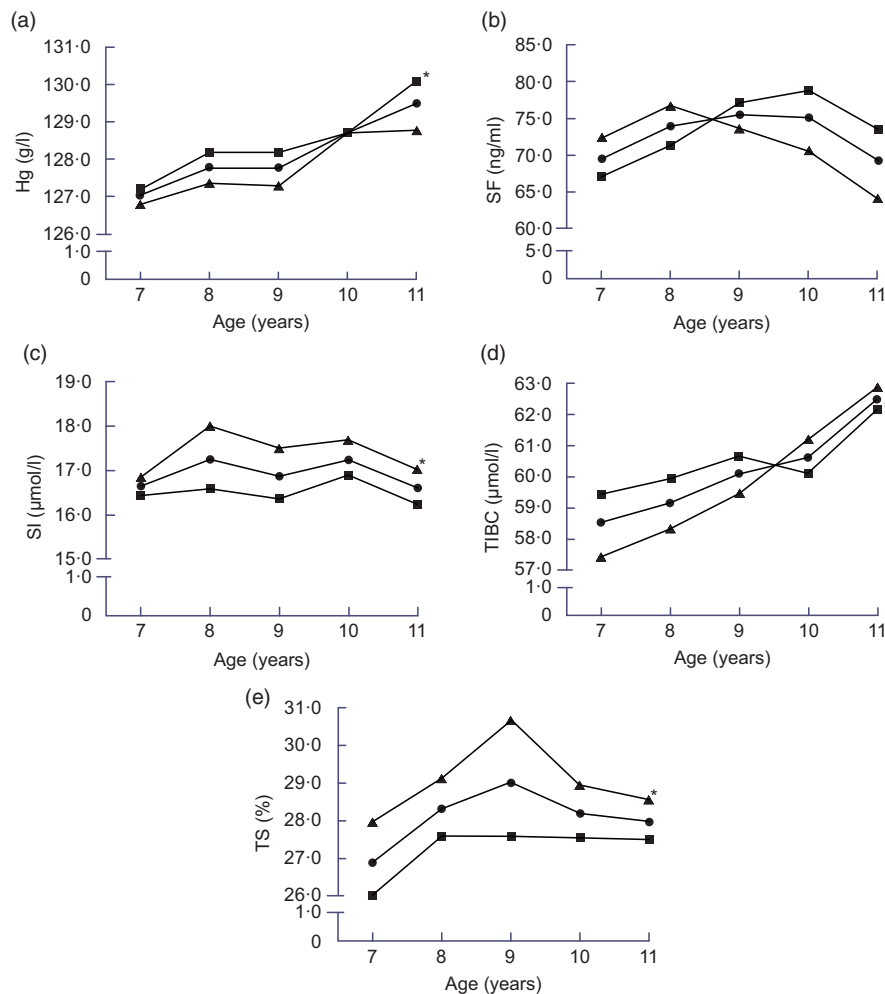 (a)
Hg (g/l)
131·0
130·0
129·0
128·0
127·0
126·0
1·0
0
*
7 8 9 10 11
Age (years)
(b)
SF (ng/ml)
85·0
80·0
75·0
70·0
65·0
60·0
5·0
0
7 8 9 10 11
Age (years)
(c)
SI (µmol/l)
19·0
18·0
17·0
16·0
15·0
1·0
0
*
7 8 9 10 11
Age (years)
(d)
TIBC (µmol/l)
63·0
62·0
61·0
60·0
59·0
58·0
57·0
1·0
0
7 8 9 10 11
Age (years)
(e)
TS (%)
31·0
30·0
29·0
28·0
27·0
26·0
1·0
0
*
7 8 9 10 11
Age (years)